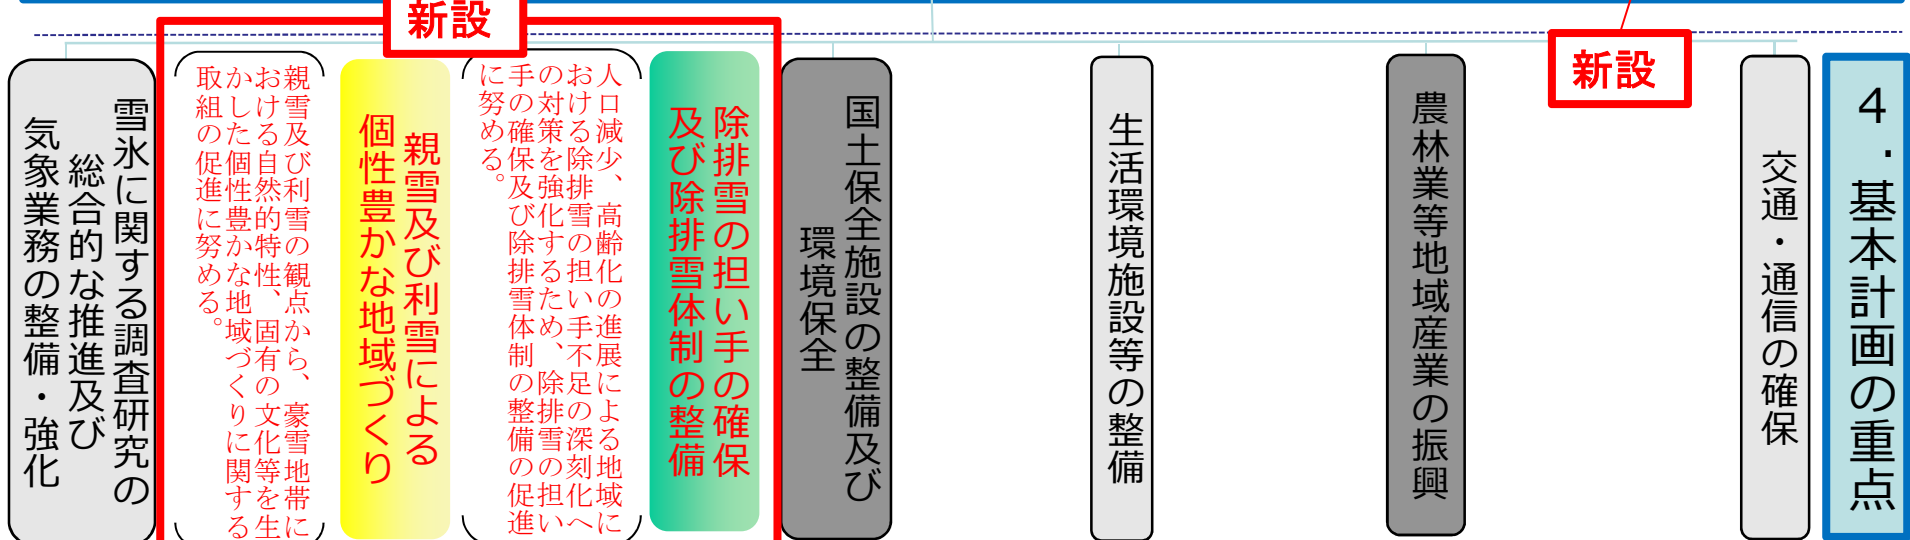 新設
新設
４．基本計画の重点
交通・通信の確保
農林業等地域産業の振興
生活環境施設等の整備
国土保全施設の整備及び
環境保全
除排雪の担い手の確保
及び除排雪体制の整備
人口減少、高齢化の進展による地域に
おける除排雪の担い手不足の深刻化へ
の対策を強化するため、除排雪の担い
手の確保及び除排雪体制の整備の促進
に努める。
親雪及び利雪による
個性豊かな地域づくり
親雪及び利雪の観点から、豪雪地帯に
おける自然的特性、固有の文化等を生
かした個性豊かな地域づくりに関する
取組の促進に努める。
雪氷に関する調査研究の
総合的な推進及び
気象業務の整備・強化